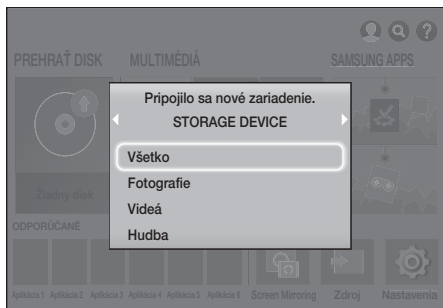 PREHRAŤ DISK MULTIMÉDIÁ SAMSUNG APPS
Pripojilo sa nové zariadenie.
STORAGE DEVICE
Všetko
Fotografie
Videá
Hudba
Žiadny disk
ODPORÚČANÉ
Aplikácia 1 Aplikácia 2 Aplikácia 3 Aplikácia 4 Aplikácia 5 Aplikácia 6 Screen Mirroring Zdroj Nastavenia